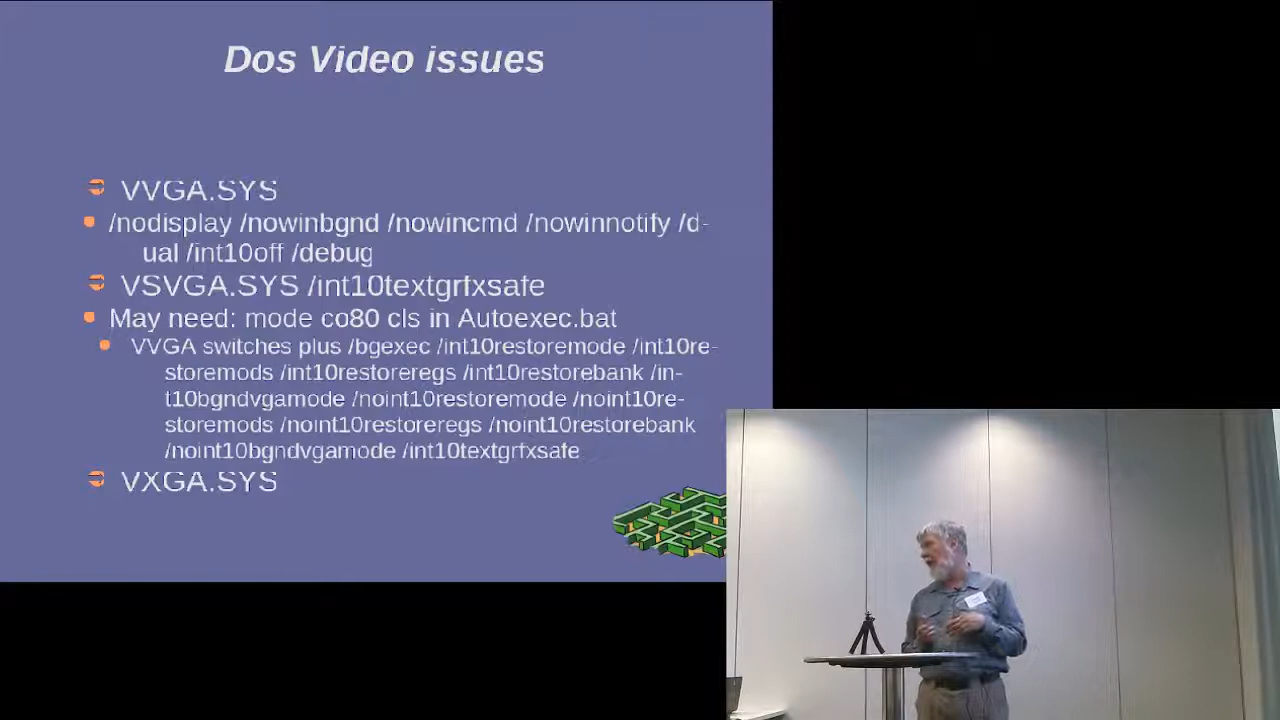 Dos Video issues
VVGA.SYS
/nodisplay /nowinbgnd /nowincmd /nowinnotify /d-
ual /int10off /debug
VSVGA.SYS /int10textgrfxsafe
May need: mode co80 cls in Autoexec.bat
VVGA switches plus /bgexec /int10restoremode /int10re-
storemods /int10restoreregs /int10restorebank /in-
t10bgndvgamode /noint10restoremode /noint10re-
storemods /noint10restoreregs /noint10restorebank
/noint10bgndvgamode /int10textgrfxsafe
VXGA.SYS